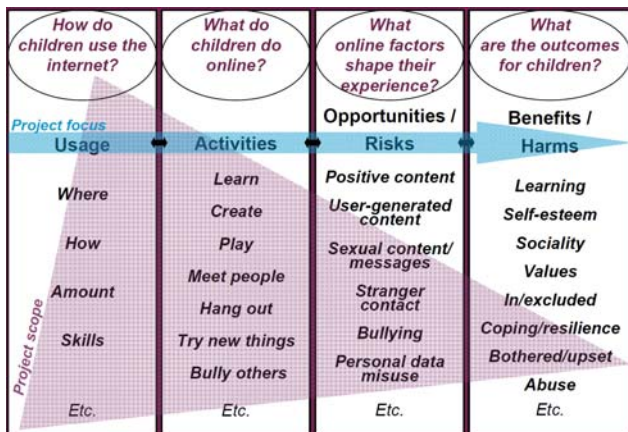 How do
children use the
internet?
What do
children do
online?
What
online factors
shape their
experience?
What
are the outcomes
for children?
Project focus
Usage
Activities
Opportunities /
Risks
Benefits /
Harms
Where
How
Amount
Skills
Etc.
Learn
Create
Play
Meet people
Hang out
Try new things
Bully others
Etc.
Positive content
User-generated
content
Sexual content/
messages
Stranger
contact
Bullying
Personal data
misuse
Etc.
Learning
Self-esteem
Sociality
Values
In/excluded
Coping/resilience
Bothered/upset
Abuse
Etc.
Project scope